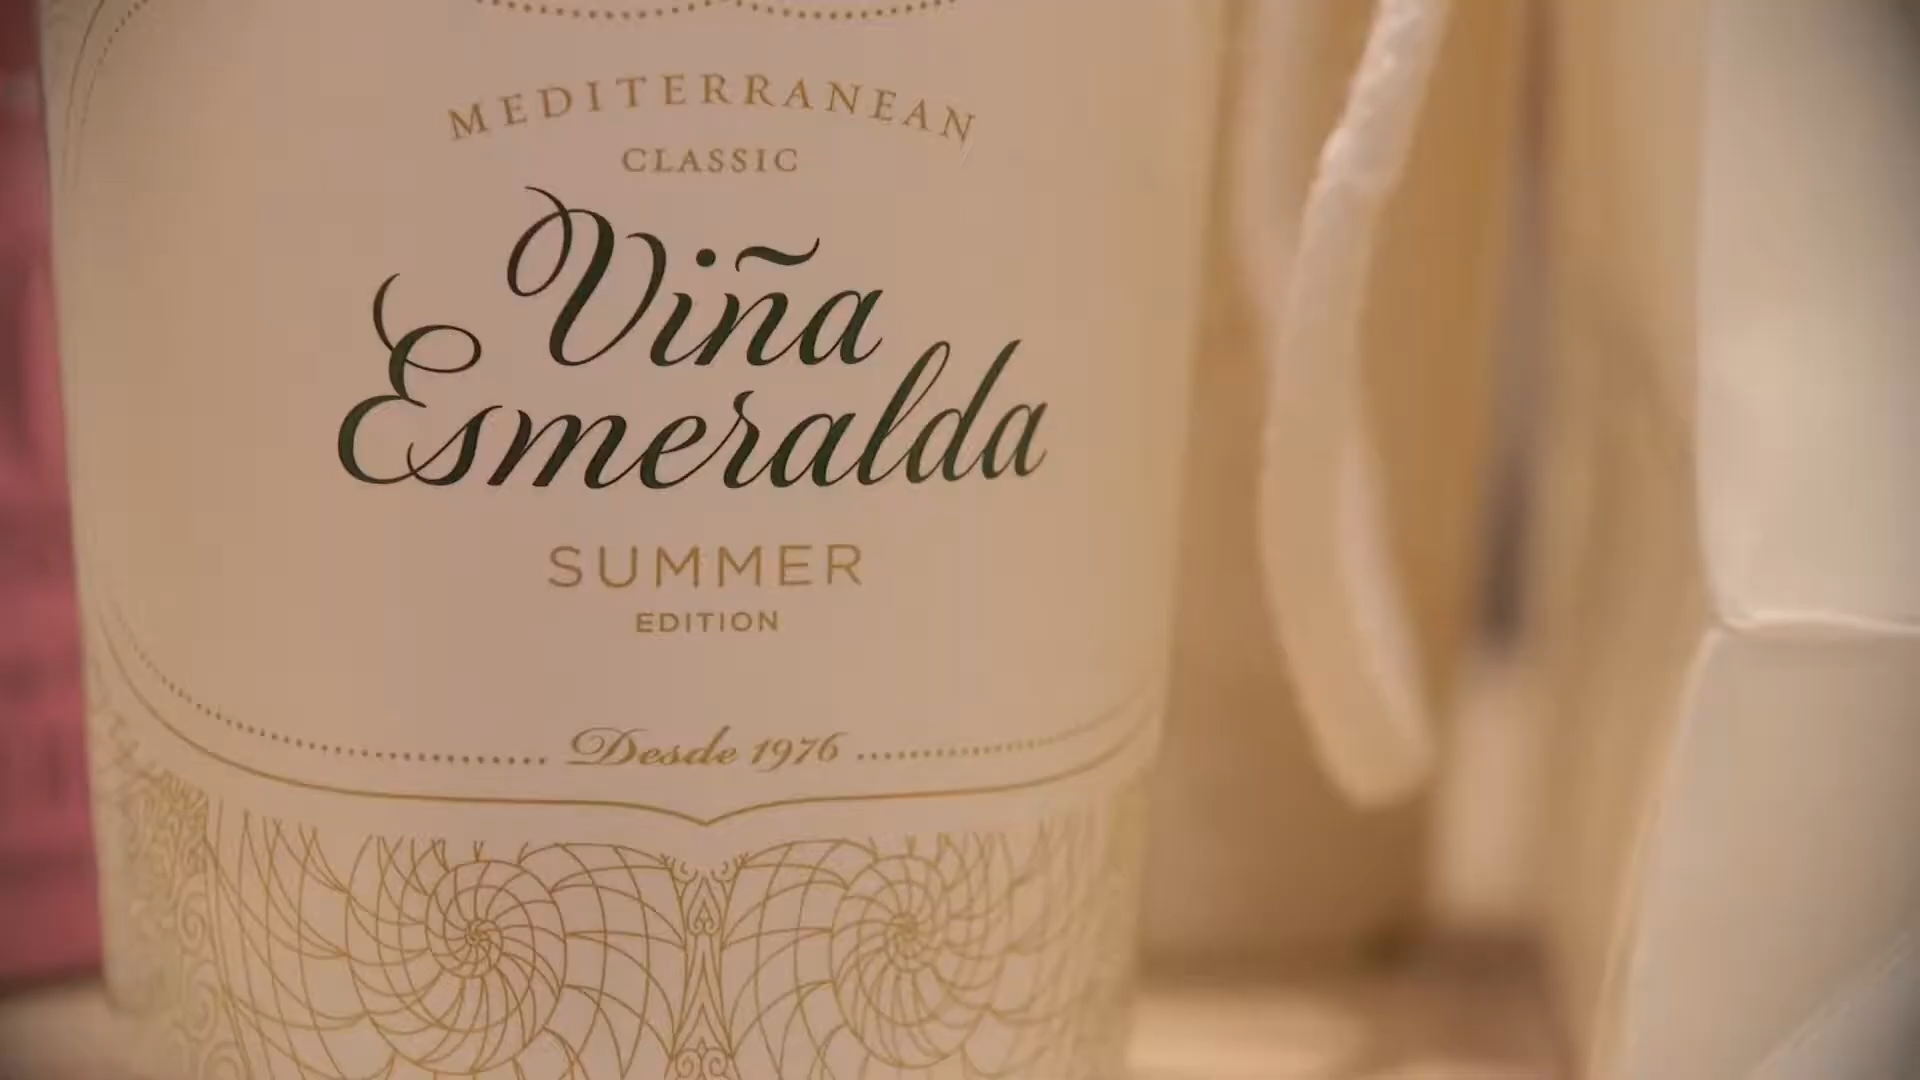 MEDITERRANEAN
CLASSIC
Viña
Esmeralda
SUMMER
EDITION
Desde 1976